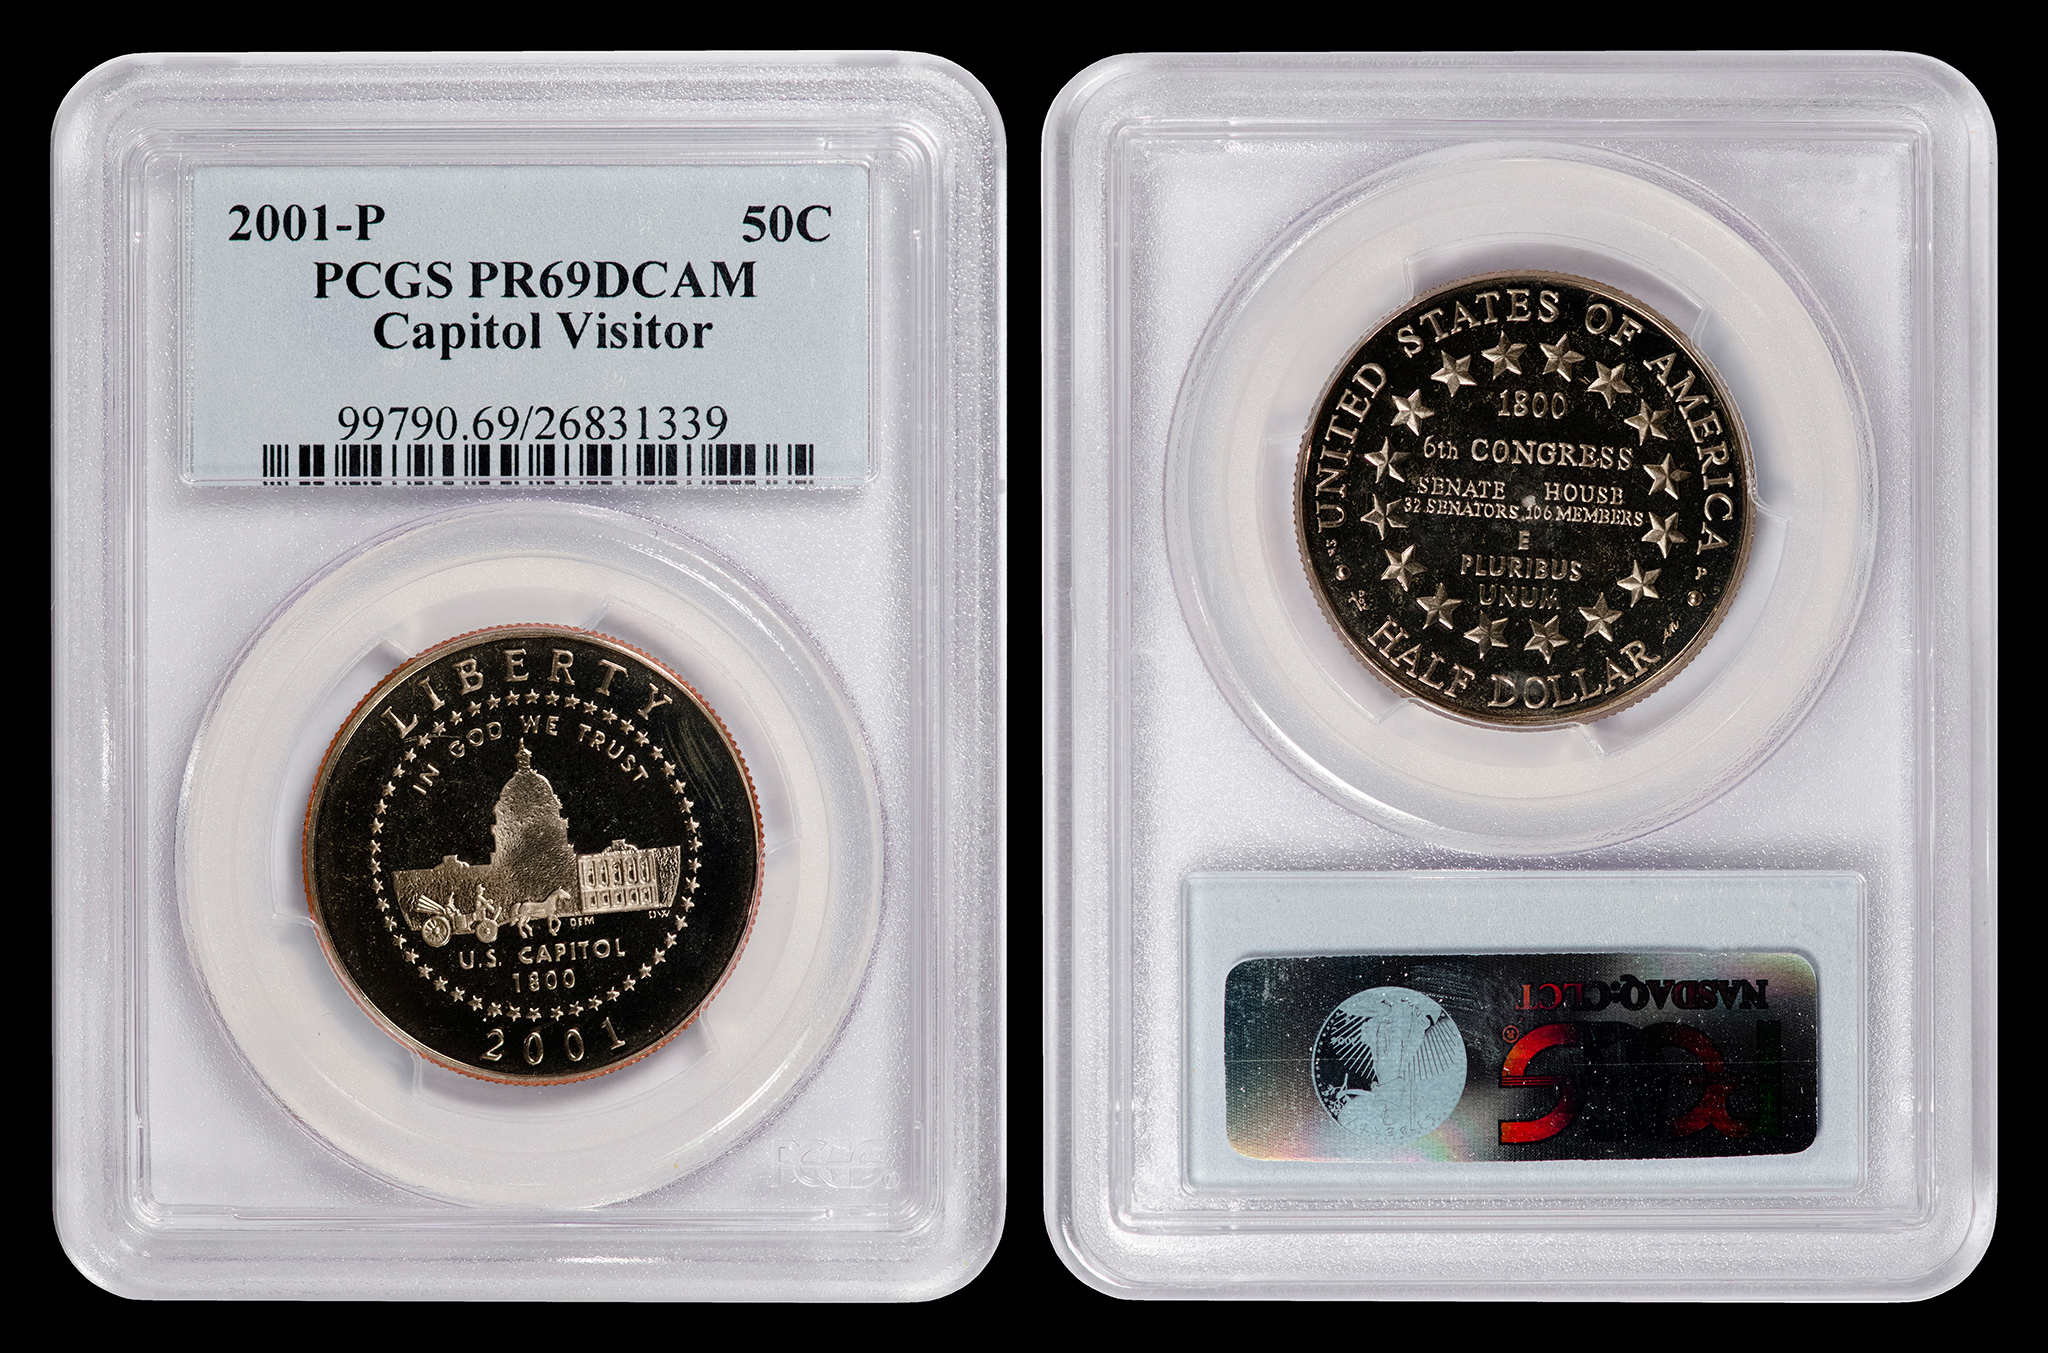 2001-P 50C
PCGS PR69DCAM
Capitol Visitor
99790.69/26831339
LIBERTY
IN GOD WE TRUST
DEM DW
U.S. CAPITOL
1800
2001
PCGS
UNITED STATES OF AMERICA
1800
6th CONGRESS
SENATE HOUSE
32 SENATORS 106 MEMBERS
E
PLURIBUS
UNUM
P
HALF DOLLAR
NASDAQ:CLCT
PCGS®